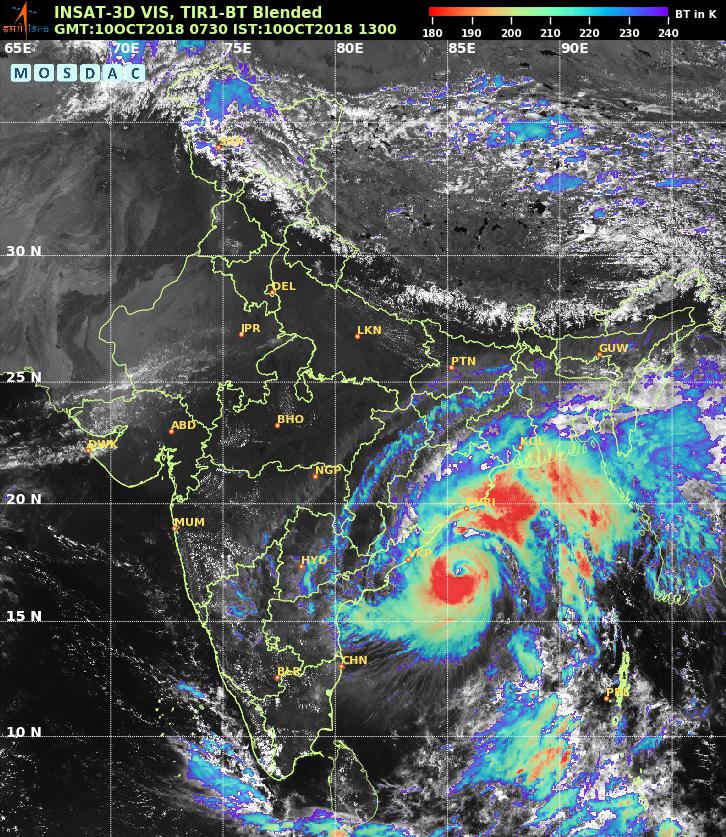 INSAT-3D VIS, TIR1-BT Blended
GMT:10OCT2018 0730 IST:10OCT2018 1300
BT in K
180 190 200 210 220 230 240
65E 70E 75E 80E 85E 90E
M O S D A C
30 N
DEL
JPR
LKN
GUW
PTN
25 N
BHO
ABD
KOL
DWK
NGP
20 N
PURI
MUM
VKP
HYD
15 N
CHN
BLR
10 N